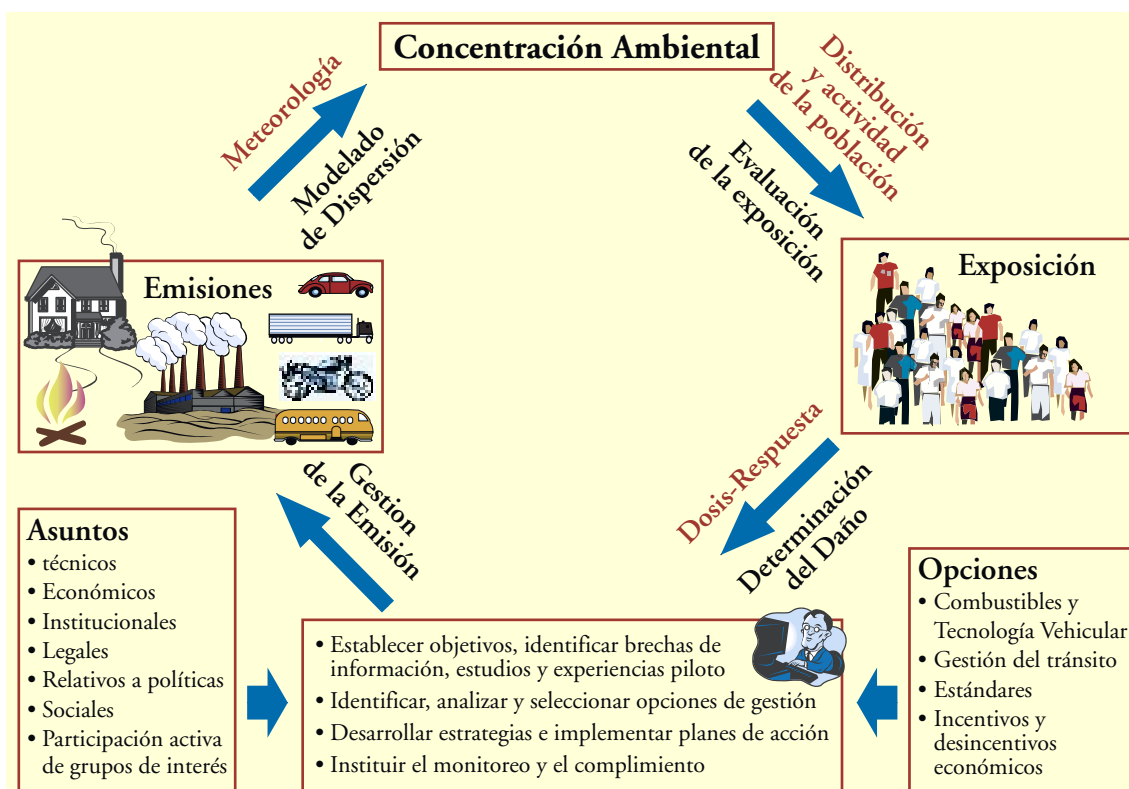 Concentración Ambiental
Meteorología
Modelado
de Dispersión
Distribución
y actividad
de la población
Evaluación
de la exposición
Emisiones
Exposición
Gestion
de la Emisión
Dosis-Respuesta
Determinación
del Daño
Asuntos
• técnicos
• Económicos
• Institucionales
• Legales
• Relativos a políticas
• Sociales
• Participación activa
de grupos de interés
• Establecer objetivos, identificar brechas de
información, estudios y experiencias piloto
• Identificar, analizar y seleccionar opciones de gestión
• Desarrollar estrategias e implementar planes de acción
• Instituir el monitoreo y el complimiento
Opciones
• Combustibles y
Tecnología Vehicular
• Gestión del tránsito
• Estándares
• Incentivos y
desincentivos
económicos